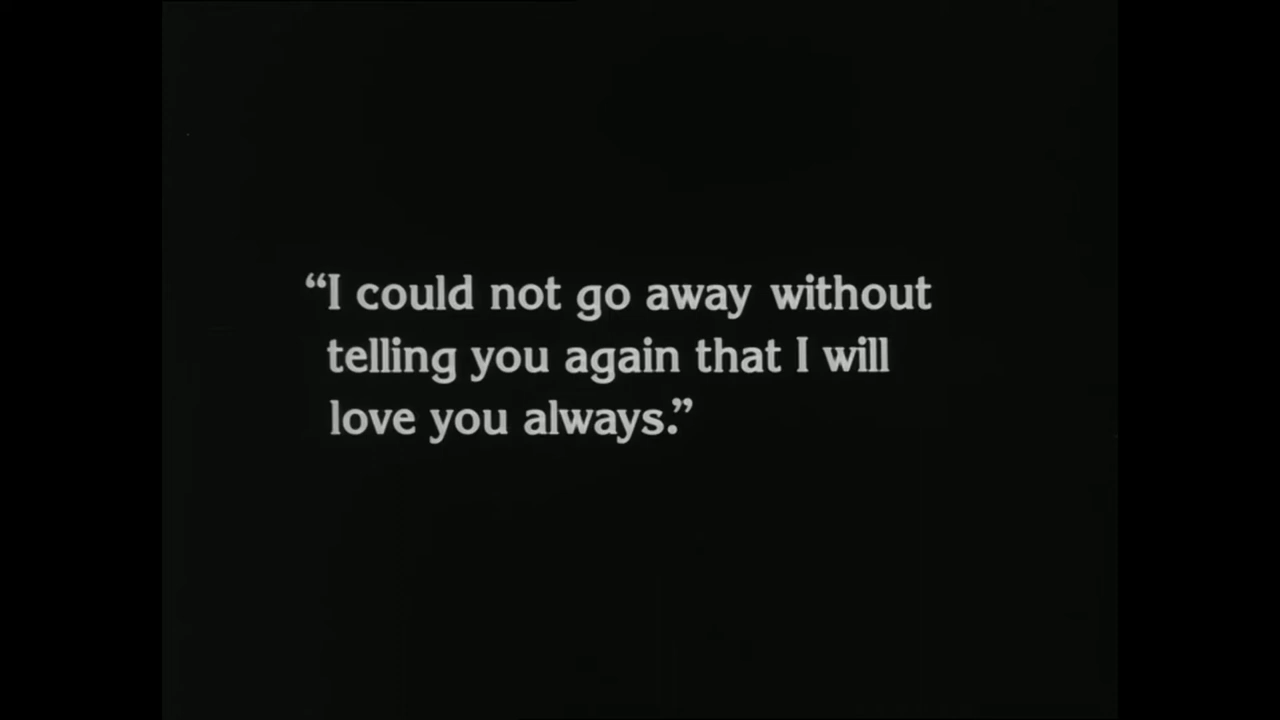 “I could not go away without
telling you again that I will
love you always.”